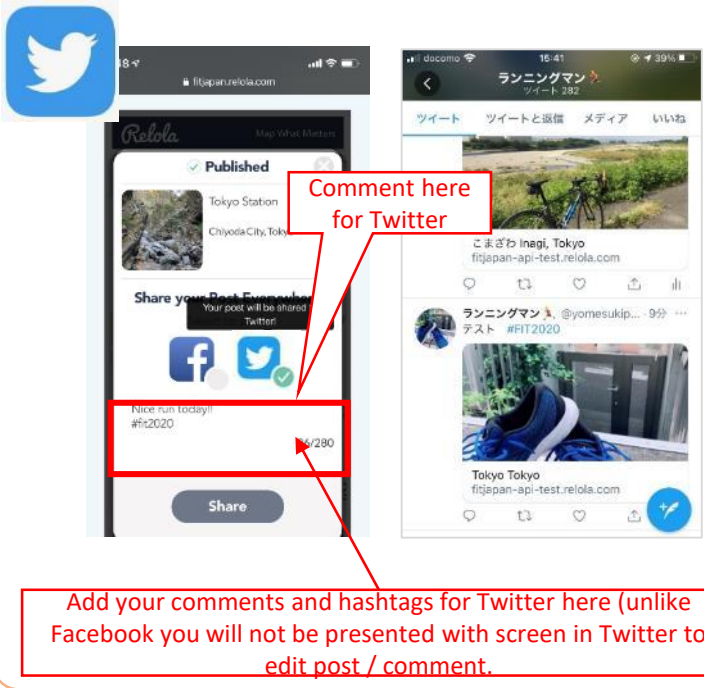 fitjapan.relola.com
Relola
Map What Matters
Published
Tokyo Station
Chiyoda City, Toky
Share your Post Everywhere
Your post will be shared
Twitter!
Nice run today!!
#fit2020
/280
Share
Comment here
for Twitter
docomo 15:41 39%
ランニングマン
ツイート 282
ツイート ツイートと返信 メディア いいね
こまざわ Inagi, Tokyo
fitjapan-api-test.relola.com
ランニングマン @yomesukip... · 9分
テスト #FIT2020
Tokyo Tokyo
fitjapan-api-test.relola.com
Add your comments and hashtags for Twitter here (unlike
Facebook you will not be presented with screen in Twitter to
edit post / comment.